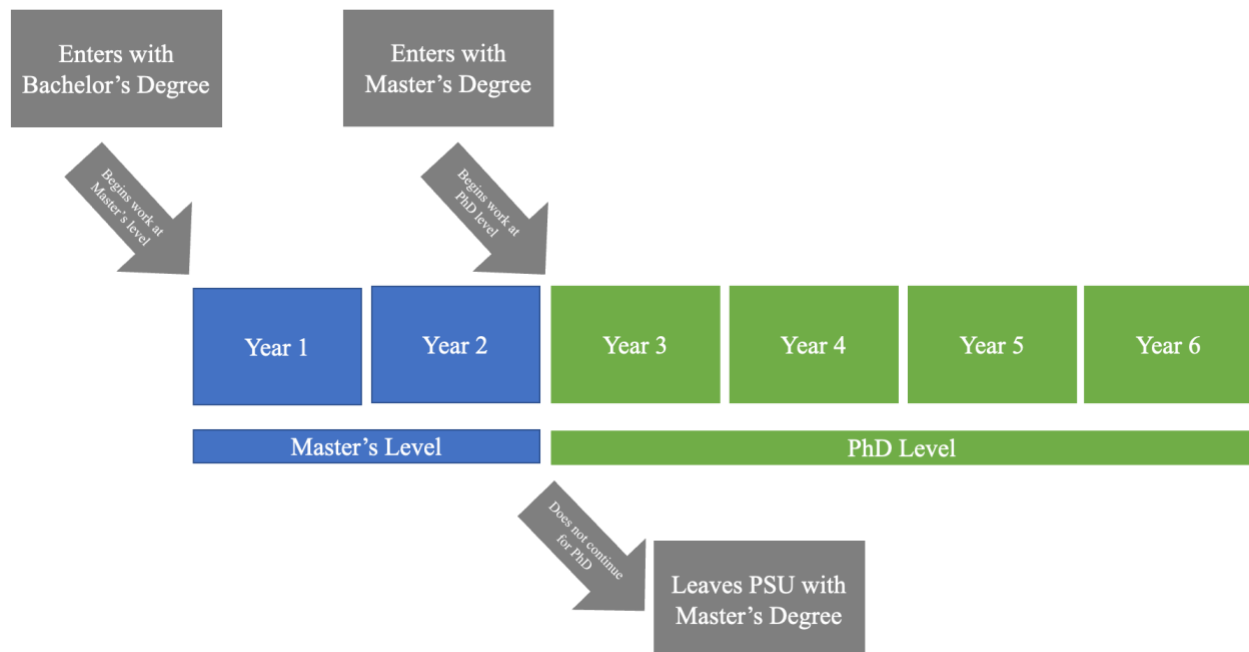 Enters with
Bachelor’s Degree
Enters with
Master’s Degree
Begins work at
Master’s level
Begins work at
PhD level
Year 1
Year 2
Year 3
Year 4
Year 5
Year 6
Master’s Level
PhD Level
Does not continue
for PhD
Leaves PSU with
Master’s Degree